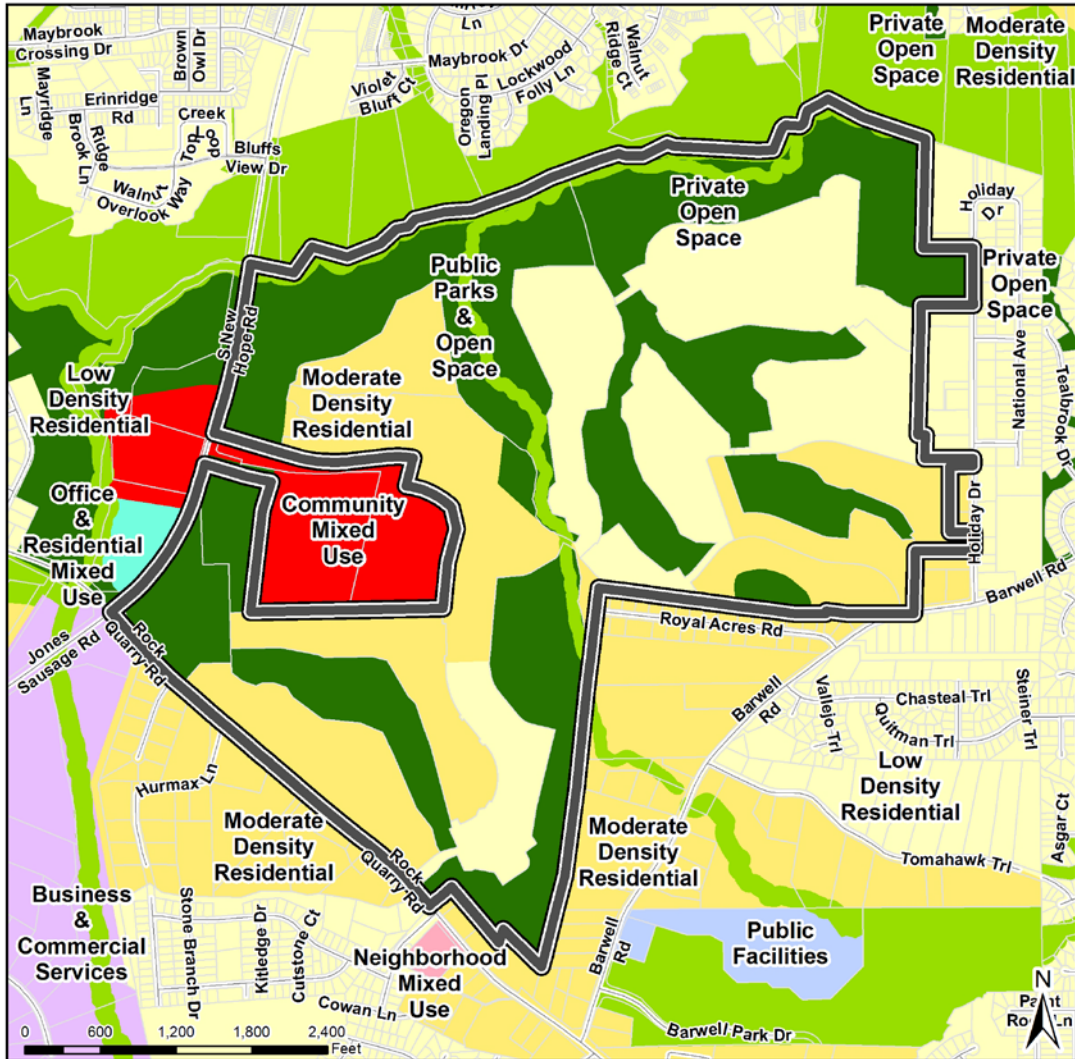 Maybrook
Crossing Dr
Brown
Owl Dr
Mayridge
Ln
Erinridge
Rd
Brook Ln
Ridge
Creek
Top
Loop
Bluffs
View Dr
Walnut
Overlook Way
Ln
Maybrook Dr
Violet
Bluff Ct
Lockwood
Folly Ln
Oregon
Landing Pl
Walnut
Ridge Ct
Private
Open
Space
Moderate
Density
Residential
Holiday
Dr
Private
Open
Space
Private
Open
Space
Public
Parks
&
Open
Space
S New
Hope Rd
Low
Density
Residential
Moderate
Density
Residential
National Ave
Tealbrook Dr
Office
&
Residential
Mixed
Use
Community
Mixed
Use
Holiday Dr
Barwell Rd
Jones
Sausage Rd
Rock
Quarry Rd
Royal Acres Rd
Barwell
Rd
Vallejo Trl
Chasteal Trl
Quitman Trl
Steiner Trl
Low
Density
Residential
Hurmax Ln
Moderate
Density
Residential
Rock
Quarry Rd
Moderate
Density
Residential
Tomahawk Trl
Asgar Ct
Business
&
Commercial
Services
Stone Branch Dr
Kitledge Dr
Cutstone Ct
Neighborhood
Mixed
Use
Cowan Ln
Barwell
Rd
Public
Facilities
Barwell Park Dr
N
0 600 1,200 1,800 2,400
Feet